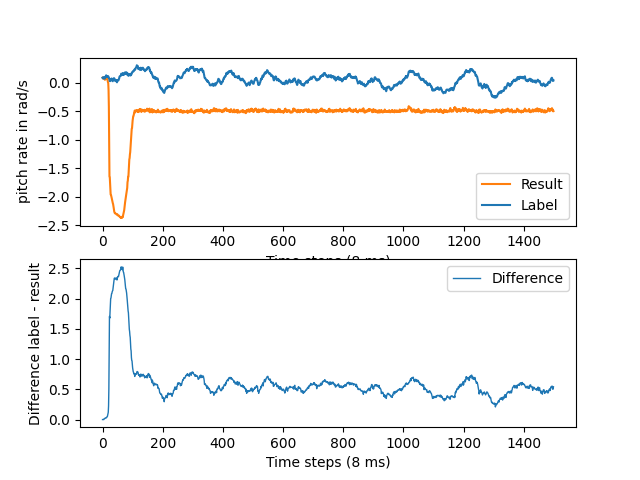 pitch rate in rad/s
0.0
−0.5
−1.0
−1.5
−2.0
−2.5
Result
Label
0 200 400 600 800 1000 1200 1400
Time steps (8 ms)
Difference label - result
2.5
2.0
1.5
1.0
0.5
0.0
Difference
0 200 400 600 800 1000 1200 1400
Time steps (8 ms)